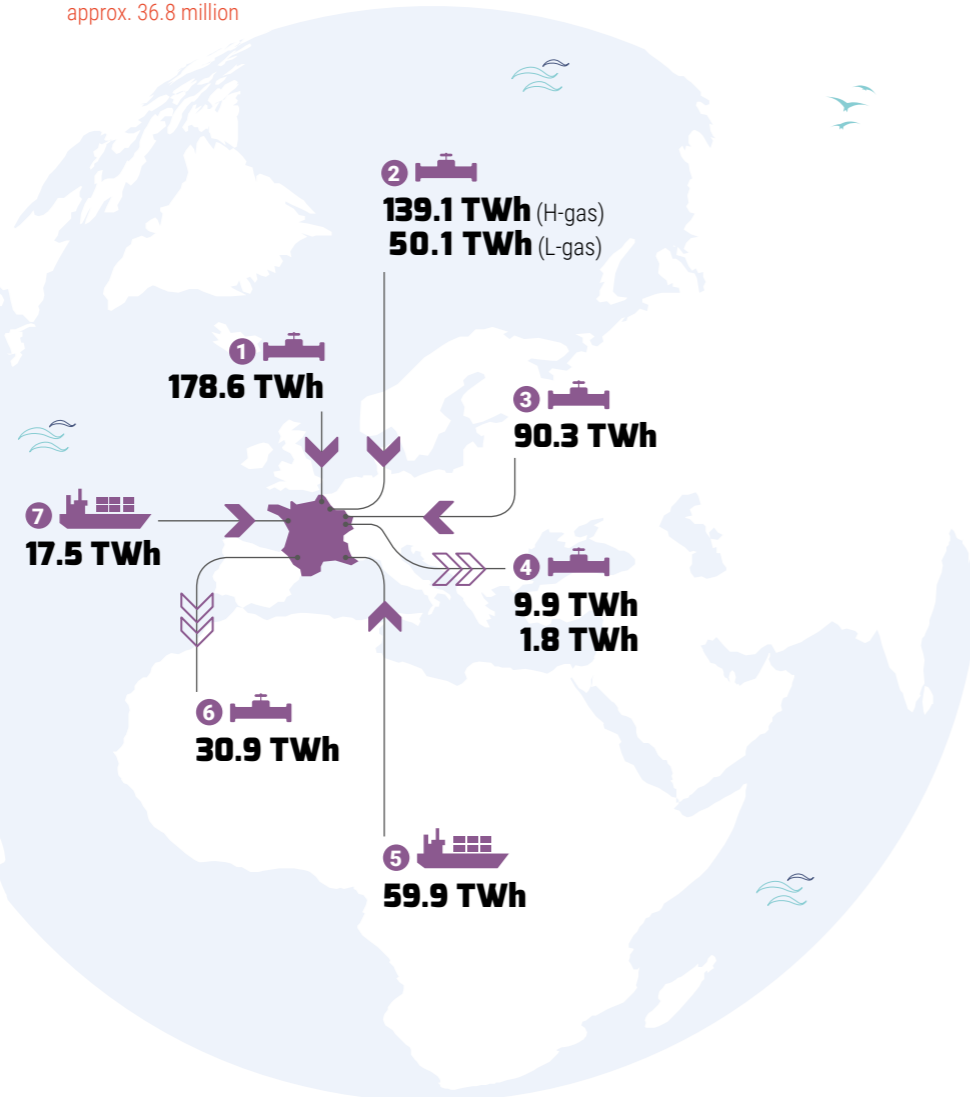 approx. 36.8 million
2
139.1 TWh (H-gas)
50.1 TWh (L-gas)
1
178.6 TWh
3
90.3 TWh
7
17.5 TWh
4
9.9 TWh
1.8 TWh
6
30.9 TWh
5
59.9 TWh